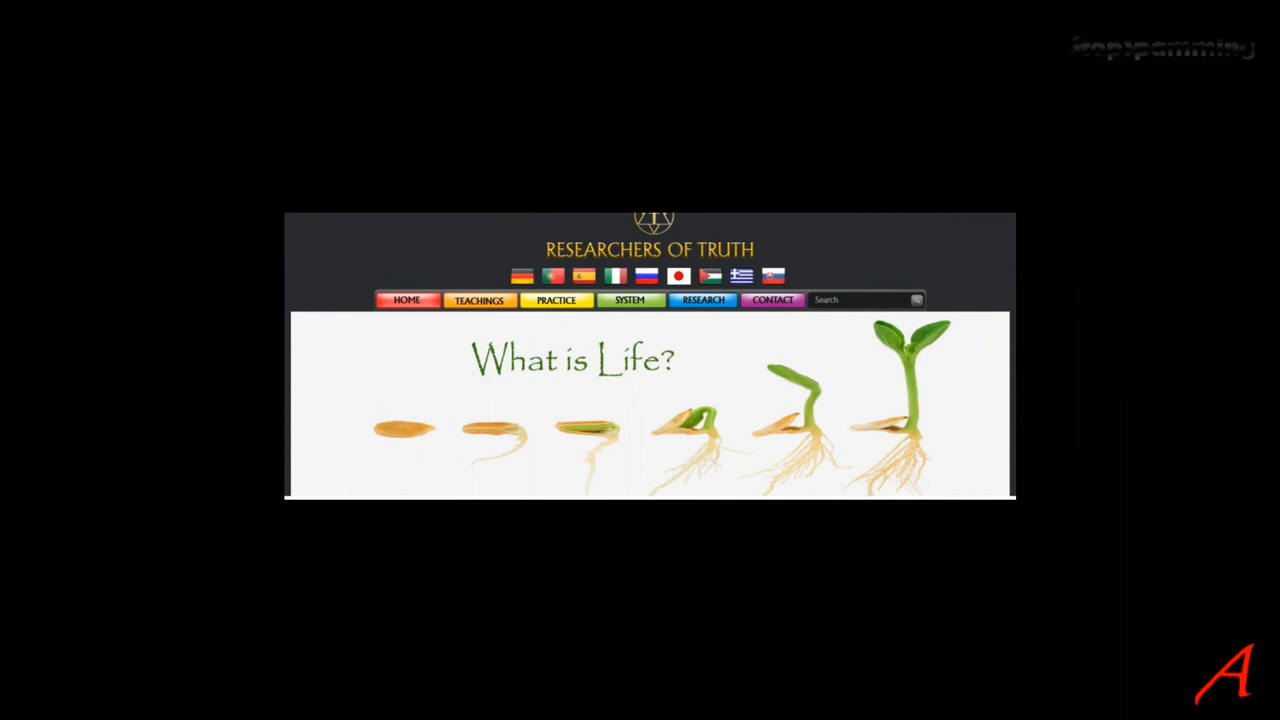 RESEARCHERS OF TRUTH
HOME TEACHINGS PRACTICE SYSTEM RESEARCH CONTACT Search
What is Life?
A